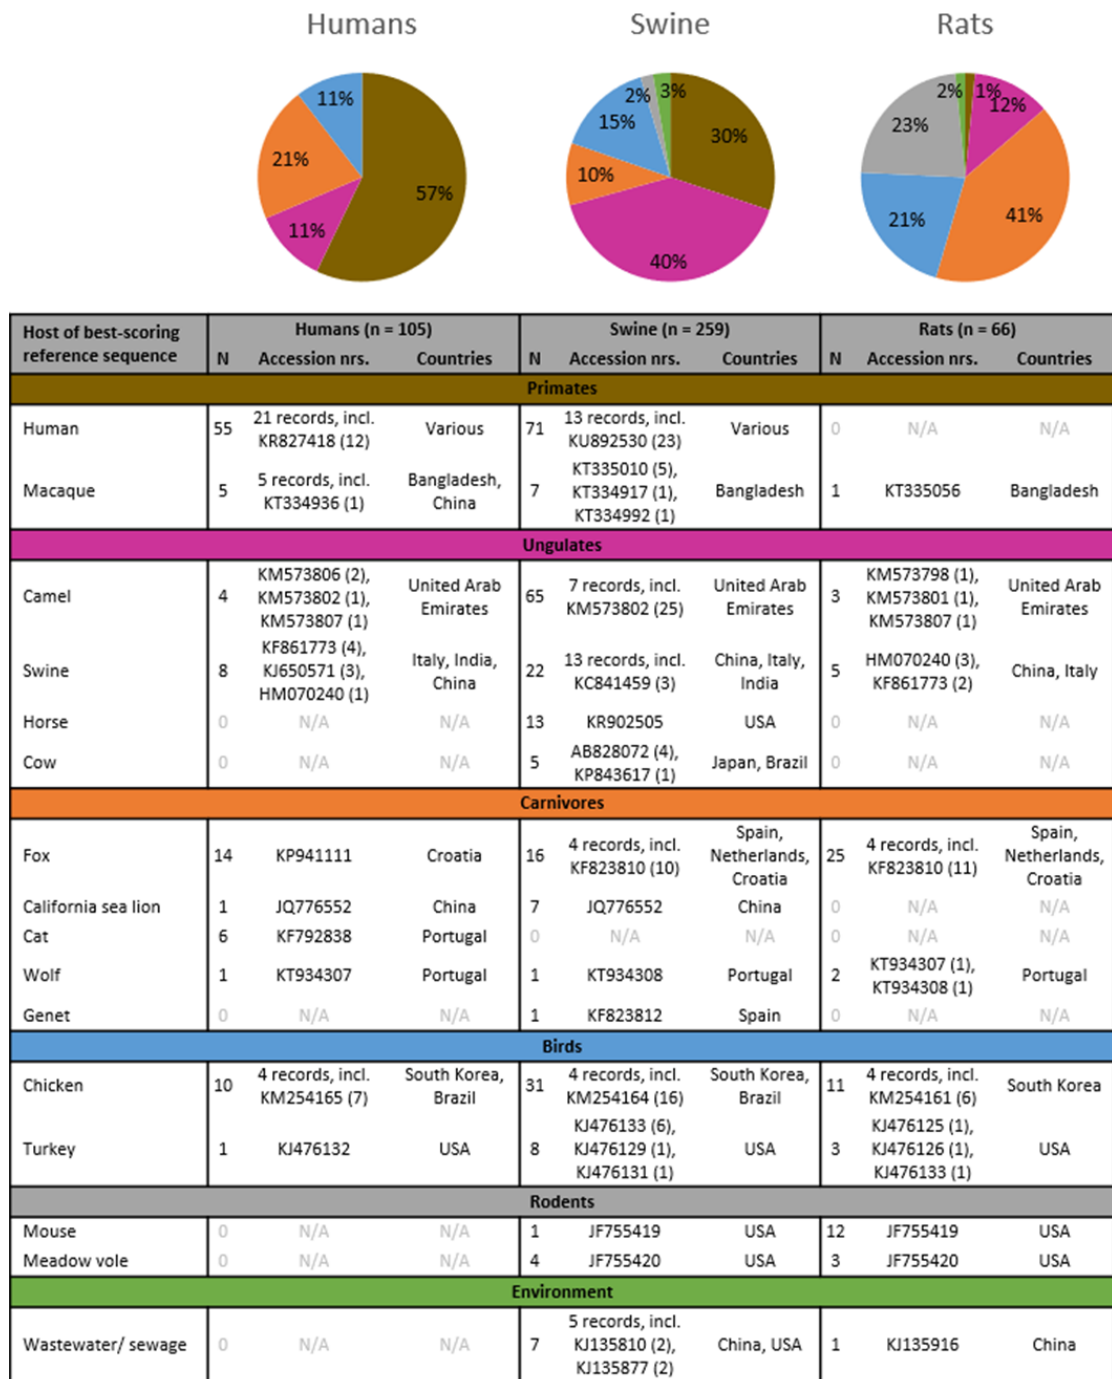 Humans Swine Rats
11% 21% 11% 57%
2% 3% 15% 30% 10% 40%
2% 1% 12% 23% 21% 41%
Host of best-scoring reference sequence Humans (n = 105) Swine (n = 259) Rats (n = 66)
N Accession nrs. Countries N Accession nrs. Countries N Accession nrs. Countries
Primates
Human 55 21 records, incl. KR827418 (12) Various 71 13 records, incl. KU892530 (23) Various 0 N/A N/A
Macaque 5 5 records, incl. KT334936 (1) Bangladesh, China 7 KT335010 (5), KT334917 (1), KT334992 (1) Bangladesh 1 KT335056 Bangladesh
Ungulates
Camel 4 KM573806 (2), KM573802 (1), KM573807 (1) United Arab Emirates 65 7 records, incl. KM573802 (25) United Arab Emirates 3 KM573798 (1), KM573801 (1), KM573807 (1) United Arab Emirates
Swine 8 KF861773 (4), KJ650571 (3), HM070240 (1) Italy, India, China 22 13 records, incl. KC841459 (3) China, Italy, India 5 HM070240 (3), KF861773 (2) China, Italy
Horse 0 N/A N/A 13 KR902505 USA 0 N/A N/A
Cow 0 N/A N/A 5 AB828072 (4), KP843617 (1) Japan, Brazil 0 N/A N/A
Carnivores
Fox 14 KP941111 Croatia 16 4 records, incl. KF823810 (10) Spain, Netherlands, Croatia 25 4 records, incl. KF823810 (11) Spain, Netherlands, Croatia
California sea lion 1 JQ776552 China 7 JQ776552 China 0 N/A N/A
Cat 6 KF792838 Portugal 0 N/A N/A 0 N/A N/A
Wolf 1 KT934307 Portugal 1 KT934308 Portugal 2 KT934307 (1), KT934308 (1) Portugal
Genet 0 N/A N/A 1 KF823812 Spain 0 N/A N/A
Birds
Chicken 10 4 records, incl. KM254165 (7) South Korea, Brazil 31 4 records, incl. KM254164 (16) South Korea, Brazil 11 4 records, incl. KM254161 (6) South Korea
Turkey 1 KJ476132 USA 8 KJ476133 (6), KJ476129 (1), KJ476131 (1) USA 3 KJ476125 (1), KJ476126 (1), KJ476133 (1) USA
Rodents
Mouse 0 N/A N/A 1 JF755419 USA 12 JF755419 USA
Meadow vole 0 N/A N/A 4 JF755420 USA 3 JF755420 USA
Environment
Wastewater/ sewage 0 N/A N/A 7 5 records, incl. KJ135810 (2), KJ135877 (2) China, USA 1 KJ135916 China